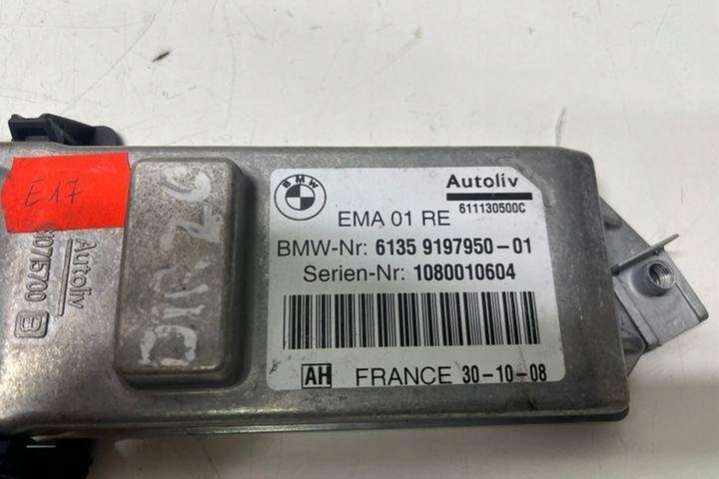 E17
Autoliv
BMW
Autoliv
611130500C
EMA 01 RE
BMW-Nr: 6135 9197950-01
Serien-Nr: 1080010604
AH FRANCE 30-10-08